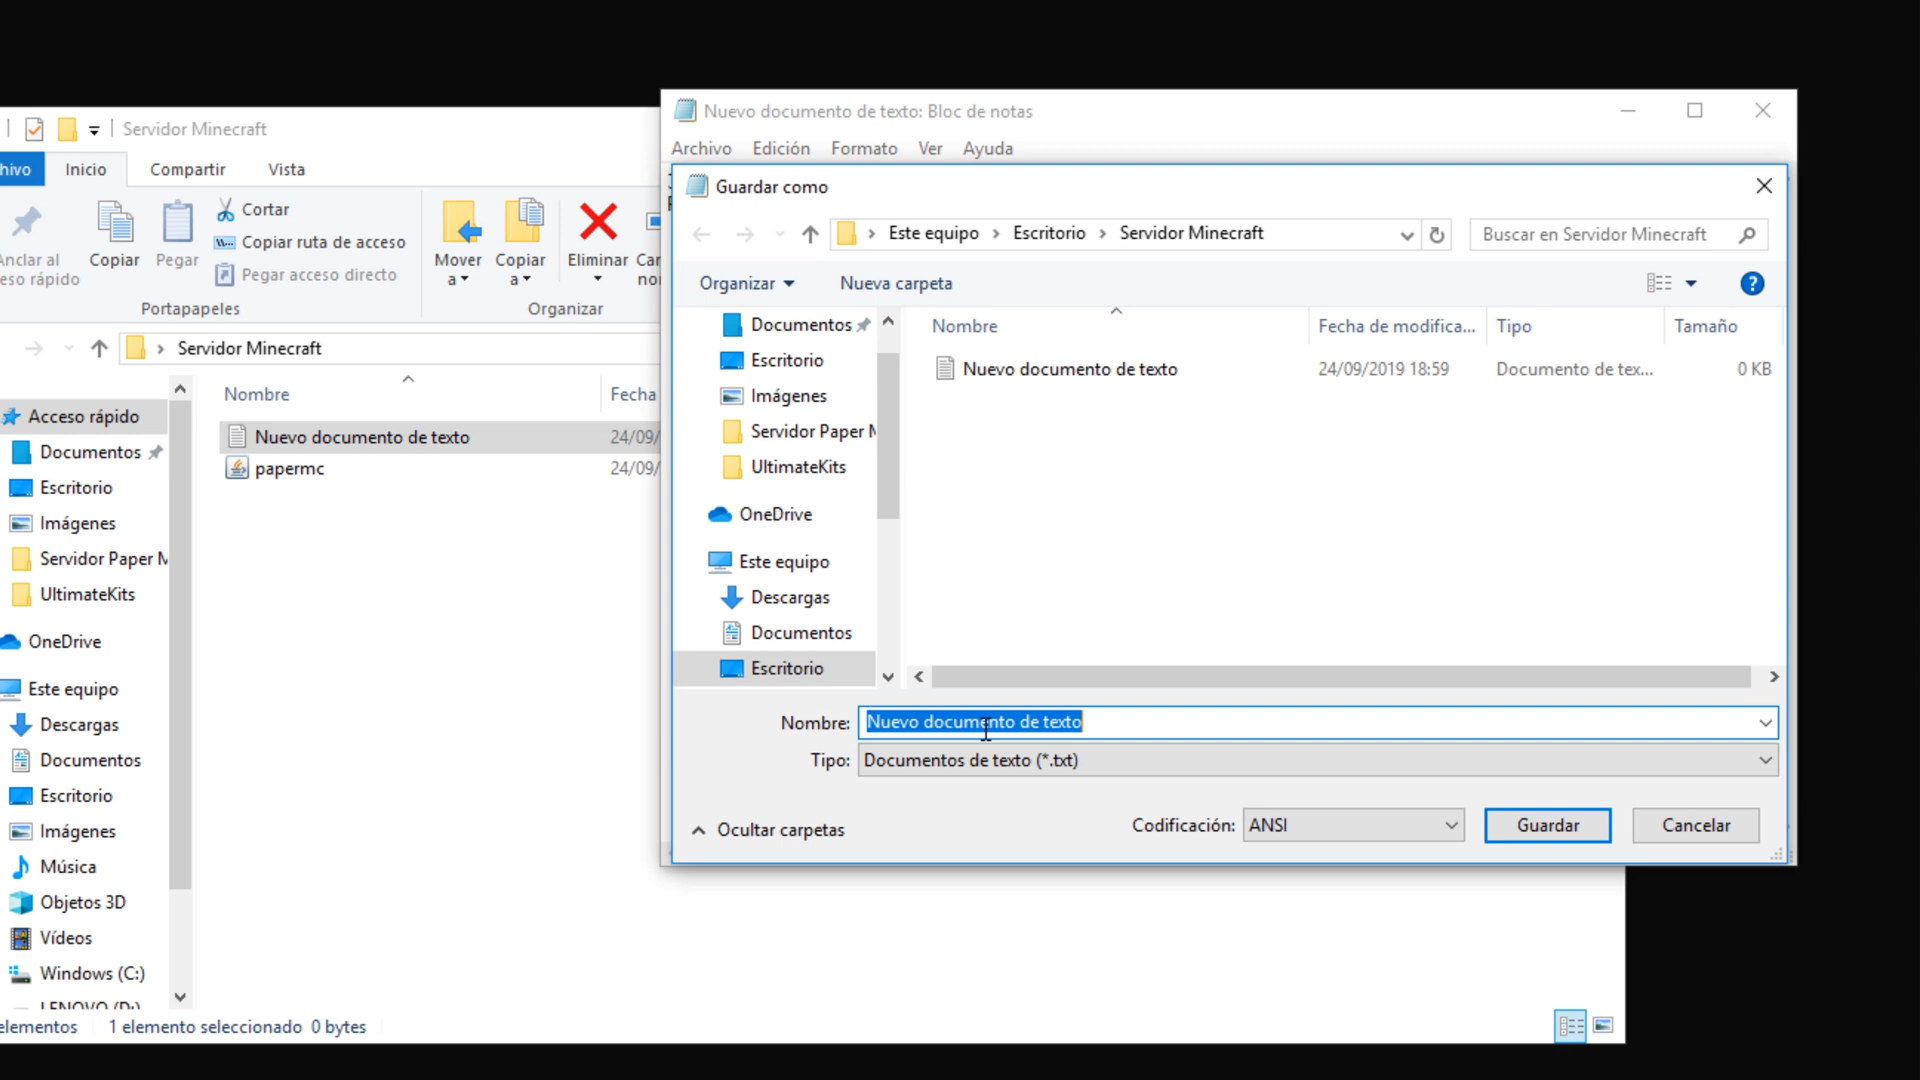 Servidor Minecraft
hivo
Inicio
Compartir
Vista
Copiar
Pegar
Cortar
Copiar ruta de acceso
Pegar acceso directo
Mover
a
Copiar
a
Eliminar
Portapapeles
Organizar
Servidor Minecraft
Nombre
Fecha
Nuevo documento de texto
24/09/
papermc
24/09/
Acceso rápido
Documentos
Escritorio
Imágenes
Servidor Paper M
UltimateKits
OneDrive
Este equipo
Descargas
Documentos
Escritorio
Imágenes
Música
Objetos 3D
Vídeos
Windows (C:)
LENOVO (D:)
elementos
1 elemento seleccionado 0 bytes
Nuevo documento de texto: Bloc de notas
Archivo Edición Formato Ver Ayuda
Guardar como
Este equipo > Escritorio > Servidor Minecraft
Buscar en Servidor Minecraft
Organizar
Nueva carpeta
?
Documentos
Escritorio
Imágenes
Servidor Paper M
UltimateKits
OneDrive
Este equipo
Descargas
Documentos
Escritorio
Nombre
Fecha de modifica...
Tipo
Tamaño
Nuevo documento de texto
24/09/2019 18:59
Documento de tex...
0 KB
Nombre: Nuevo documento de texto
Tipo: Documentos de texto (*.txt)
Ocultar carpetas
Codificación: ANSI
Guardar
Cancelar